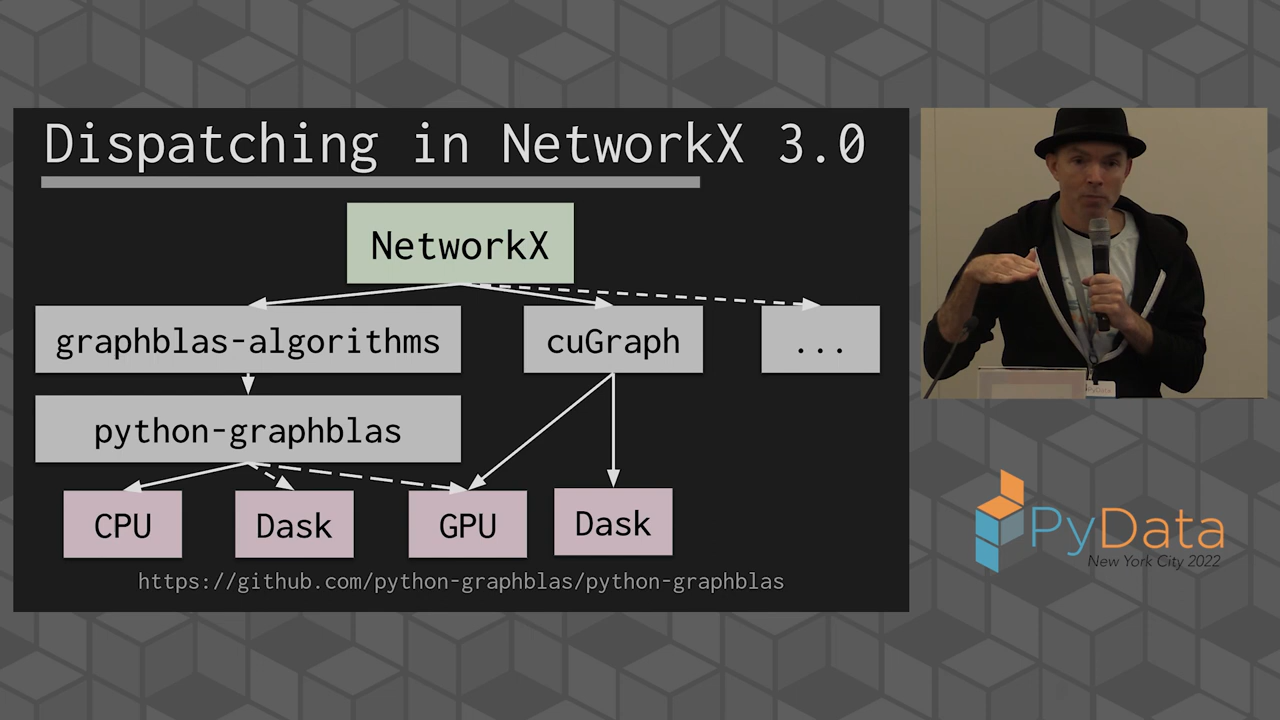 Dispatching in NetworkX 3.0
NetworkX
graphblas-algorithms
cuGraph
...
python-graphblas
CPU
Dask
GPU
Dask
https://github.com/python-graphblas/python-graphblas
PyData
New York City 2022
PyData